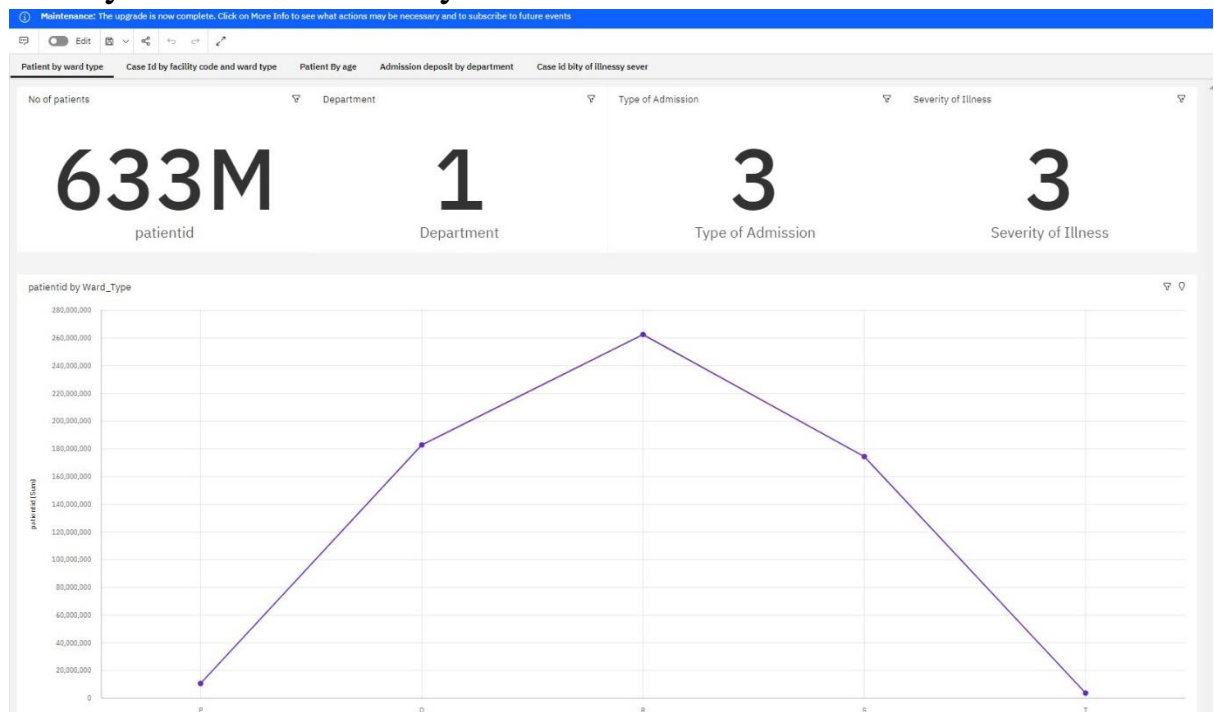 Maintenance: The upgrade is now complete. Click on More Info to see what actions may be necessary and to subscribe to future events
Edit
Patient by ward type Case Id by facility code and ward type Patient By age Admission deposit by department Case id bity of illnessy sever
No of patients Department Type of Admission Severity of Illness
633M 1 3 3
patientid Department Type of Admission Severity of Illness
patientid by Ward_Type
280,000,000
260,000,000
240,000,000
220,000,000
200,000,000
180,000,000
160,000,000
140,000,000
120,000,000
100,000,000
80,000,000
60,000,000
40,000,000
20,000,000
0
patientid (Sum)